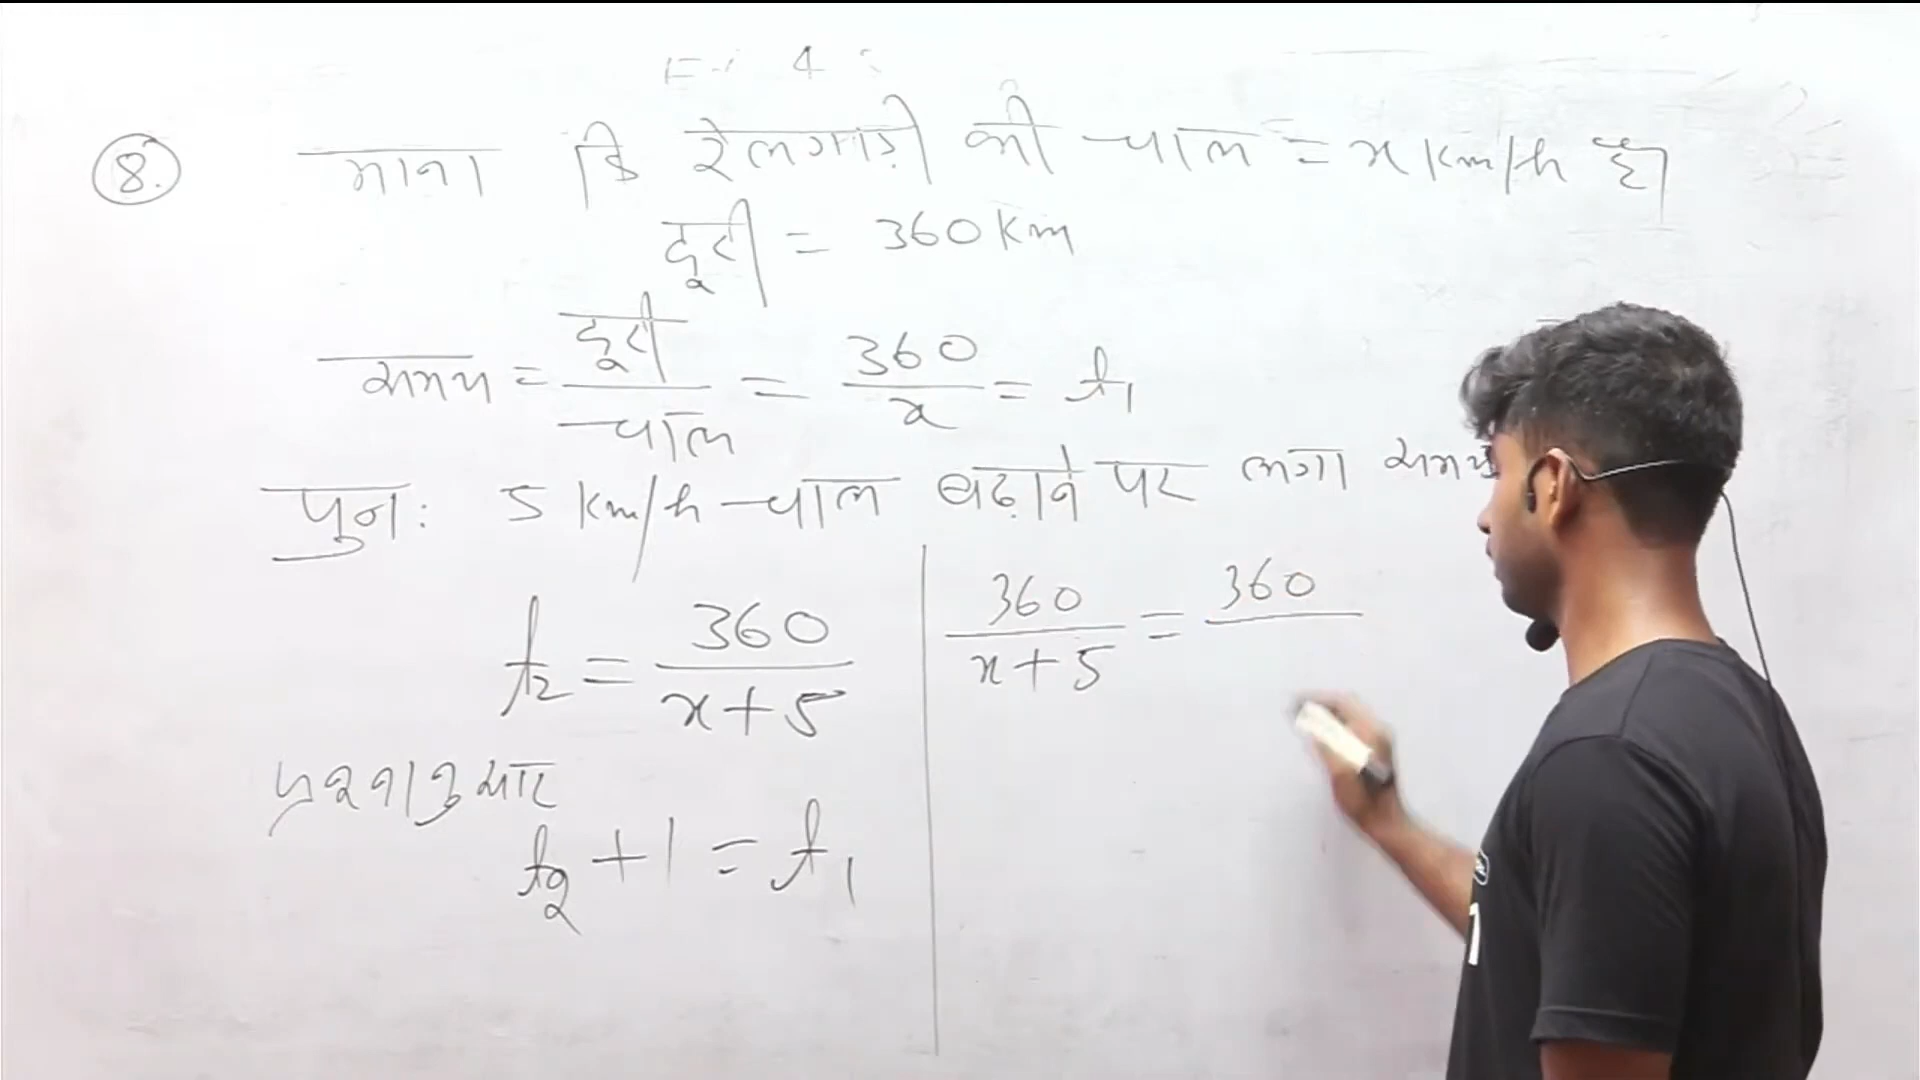 8. माना कि रेलगाड़ी की चाल = x km/h है।
दूरी = 360 km
समय = दूरी/चाल = 360/x = t₁
पुनः 5 km/h चाल बढ़ाने पर लगा समय
t₂ = 360/(x+5)
प्रश्नानुसार
t₂ + 1 = t₁
360/(x+5) = 360